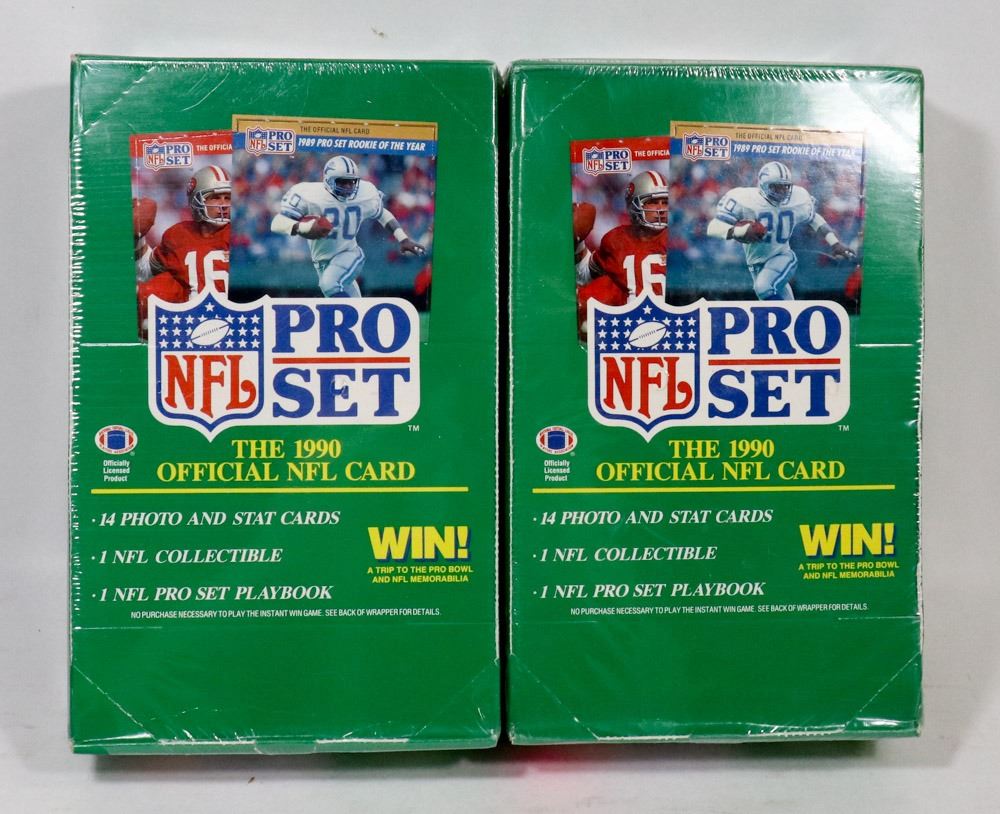 PRO
SET
THE OFFICIA
PRO
SET
THE OFFICIAL NFL CARD
1989 PRO SET ROOKIE OF THE YEAR
16
20
NFL
PRO
SET
TM
THE 1990
OFFICIAL NFL CARD
Officially
Licensed
Product
· 14 PHOTO AND STAT CARDS
· 1 NFL COLLECTIBLE
· 1 NFL PRO SET PLAYBOOK
WIN!
A TRIP TO THE PRO BOWL
AND NFL MEMORABILIA
NO PURCHASE NECESSARY TO PLAY THE INSTANT WIN GAME. SEE BACK OF WRAPPER FOR DETAILS.
PRO
SET
THE OFFICIA
PRO
SET
THE OFFICIAL NFL CARD
1989 PRO SET ROOKIE OF THE YEAR
16
20
NFL
PRO
SET
TM
THE 1990
OFFICIAL NFL CARD
Officially
Licensed
Product
· 14 PHOTO AND STAT CARDS
· 1 NFL COLLECTIBLE
· 1 NFL PRO SET PLAYBOOK
WIN!
A TRIP TO THE PRO BOWL
AND NFL MEMORABILIA
NO PURCHASE NECESSARY TO PLAY THE INSTANT WIN GAME. SEE BACK OF WRAPPER FOR DETAILS.